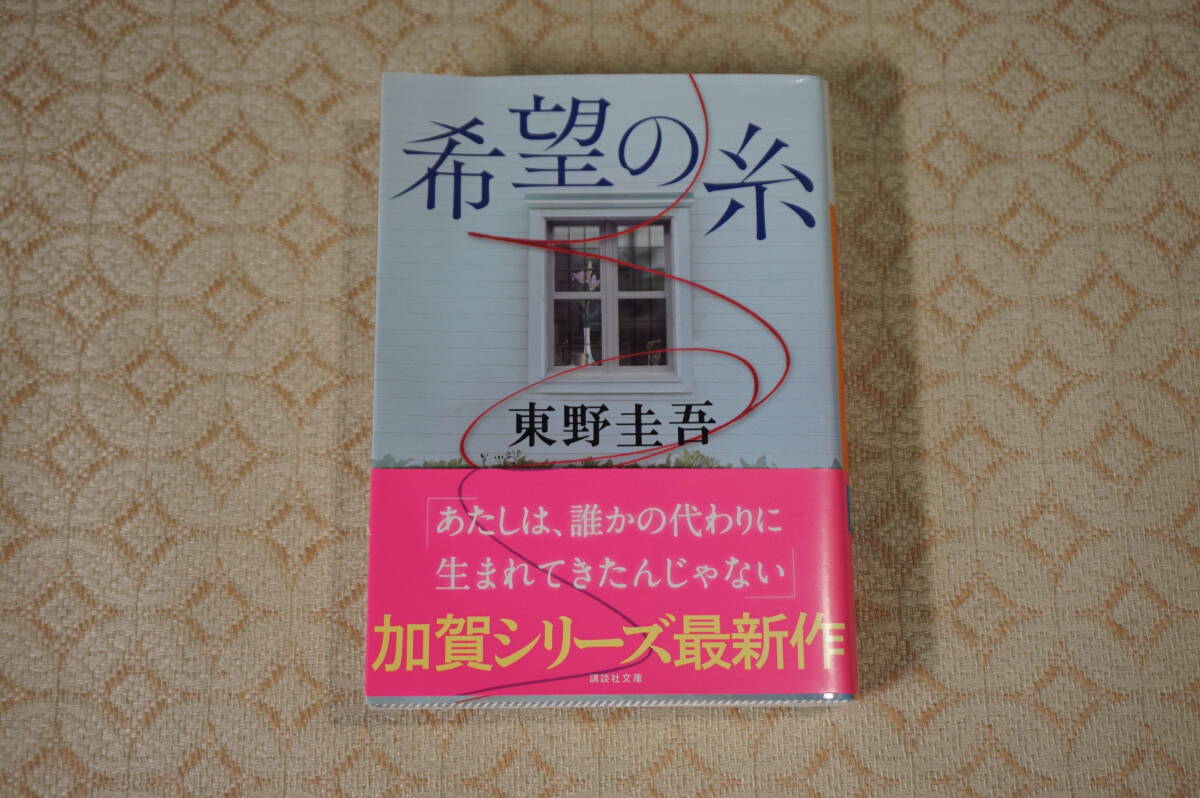 希望の糸
東野圭吾
「あたしは、誰かの代わりに
生まれてきたんじゃない」
加賀シリーズ最新作
講談社文庫